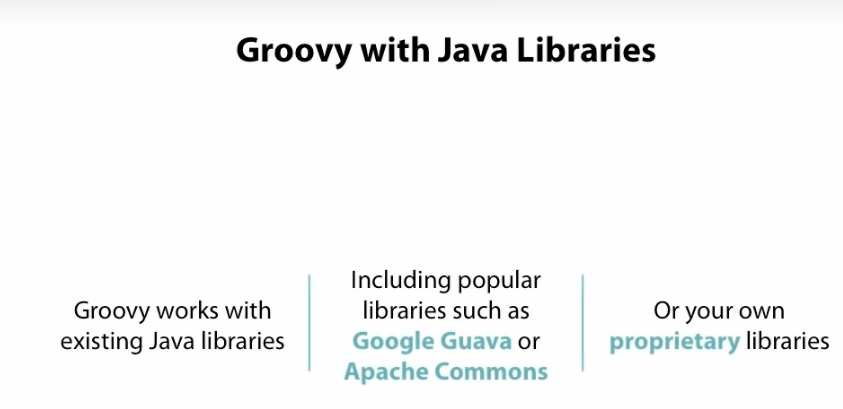 Groovy with Java Libraries
Groovy works with
existing Java libraries
Including popular
libraries such as
Google Guava or
Apache Commons
Or your own
proprietary libraries